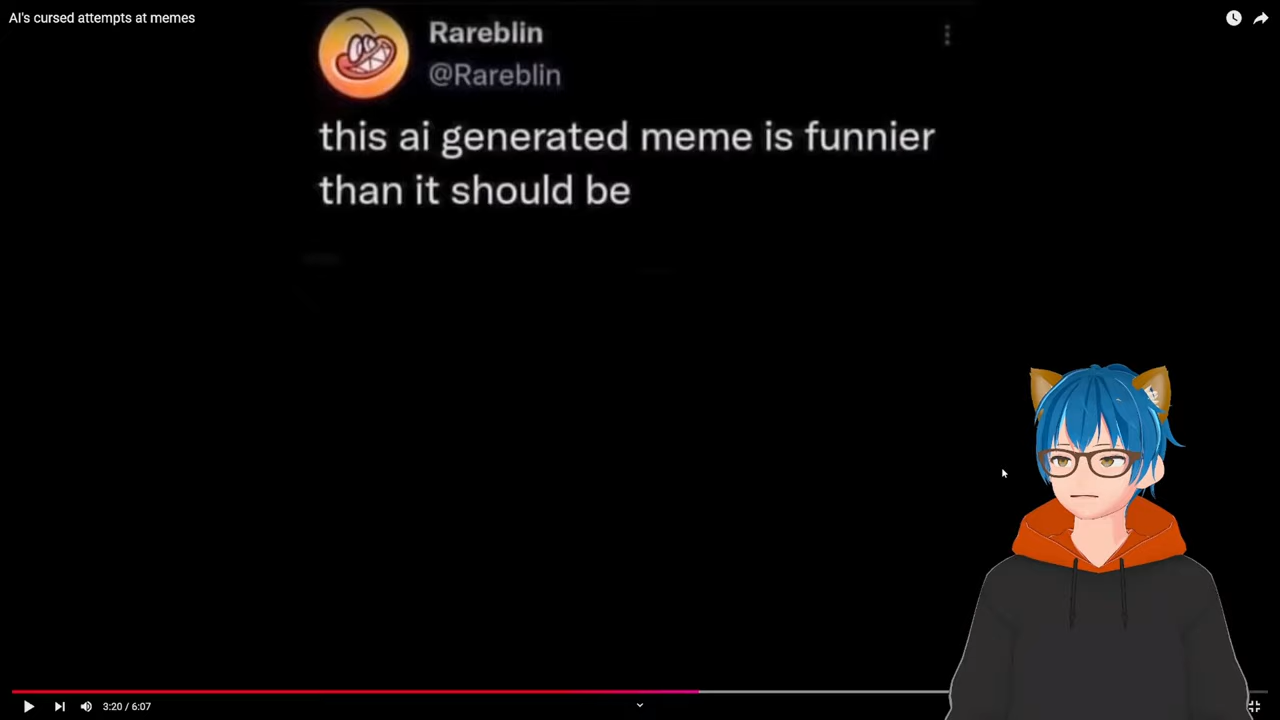 AI's cursed attempts at memes
Rareblin
@Rareblin
this ai generated meme is funnier
than it should be
3:20 / 6:07